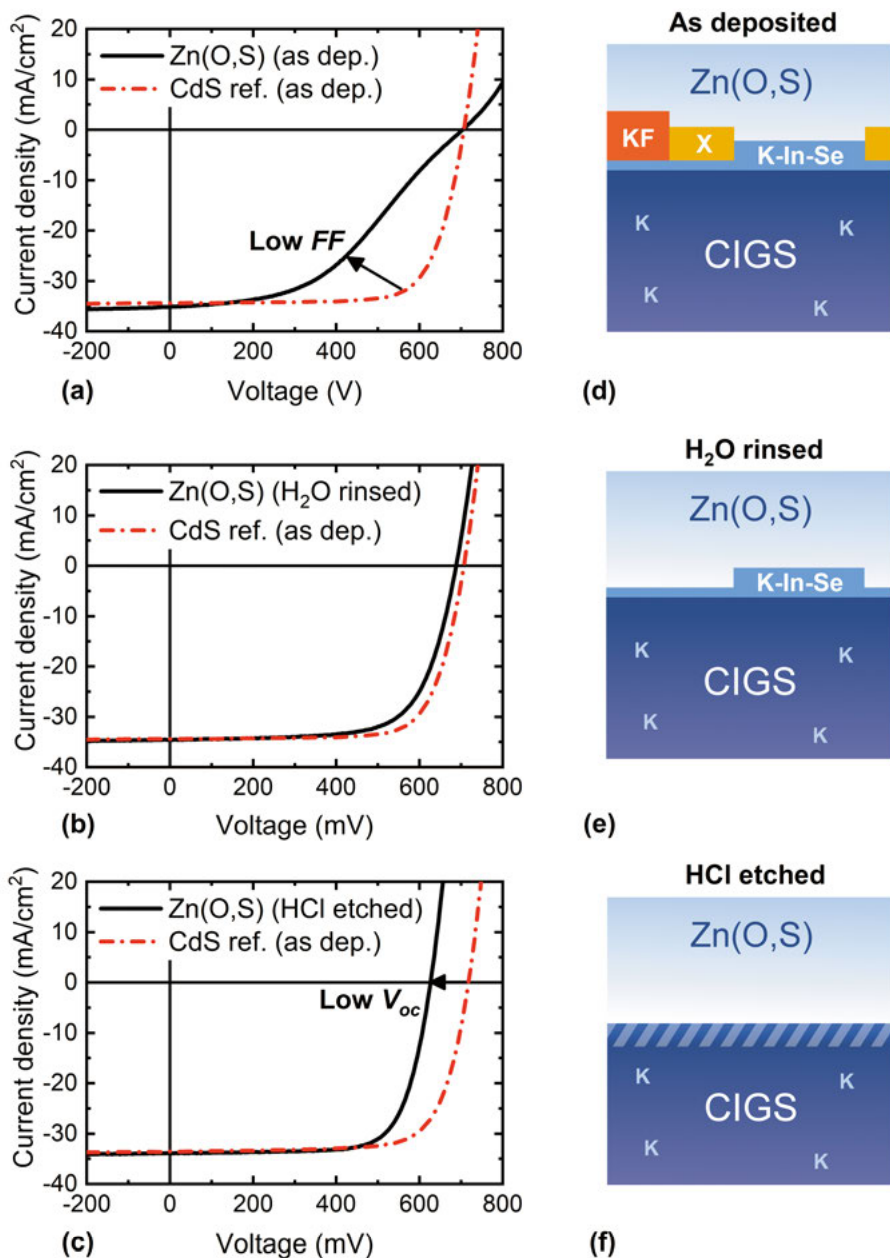 20
10
0
-10
-20
-30
-40
Current density (mA/cm²)
Zn(O,S) (as dep.)
CdS ref. (as dep.)
Low FF
-200 0 200 400 600 800
(a) Voltage (V)
As deposited
Zn(O,S)
KF
X
K-In-Se
K
K
CIGS
K
K
(d)
20
10
0
-10
-20
-30
-40
Current density (mA/cm²)
Zn(O,S) (H₂O rinsed)
CdS ref. (as dep.)
-200 0 200 400 600 800
(b) Voltage (mV)
H₂O rinsed
Zn(O,S)
K-In-Se
K
K
CIGS
K
K
(e)
20
10
0
-10
-20
-30
-40
Current density (mA/cm²)
Zn(O,S) (HCl etched)
CdS ref. (as dep.)
Low Voc
-200 0 200 400 600 800
(c) Voltage (mV)
HCl etched
Zn(O,S)
K
K
CIGS
K
K
(f)